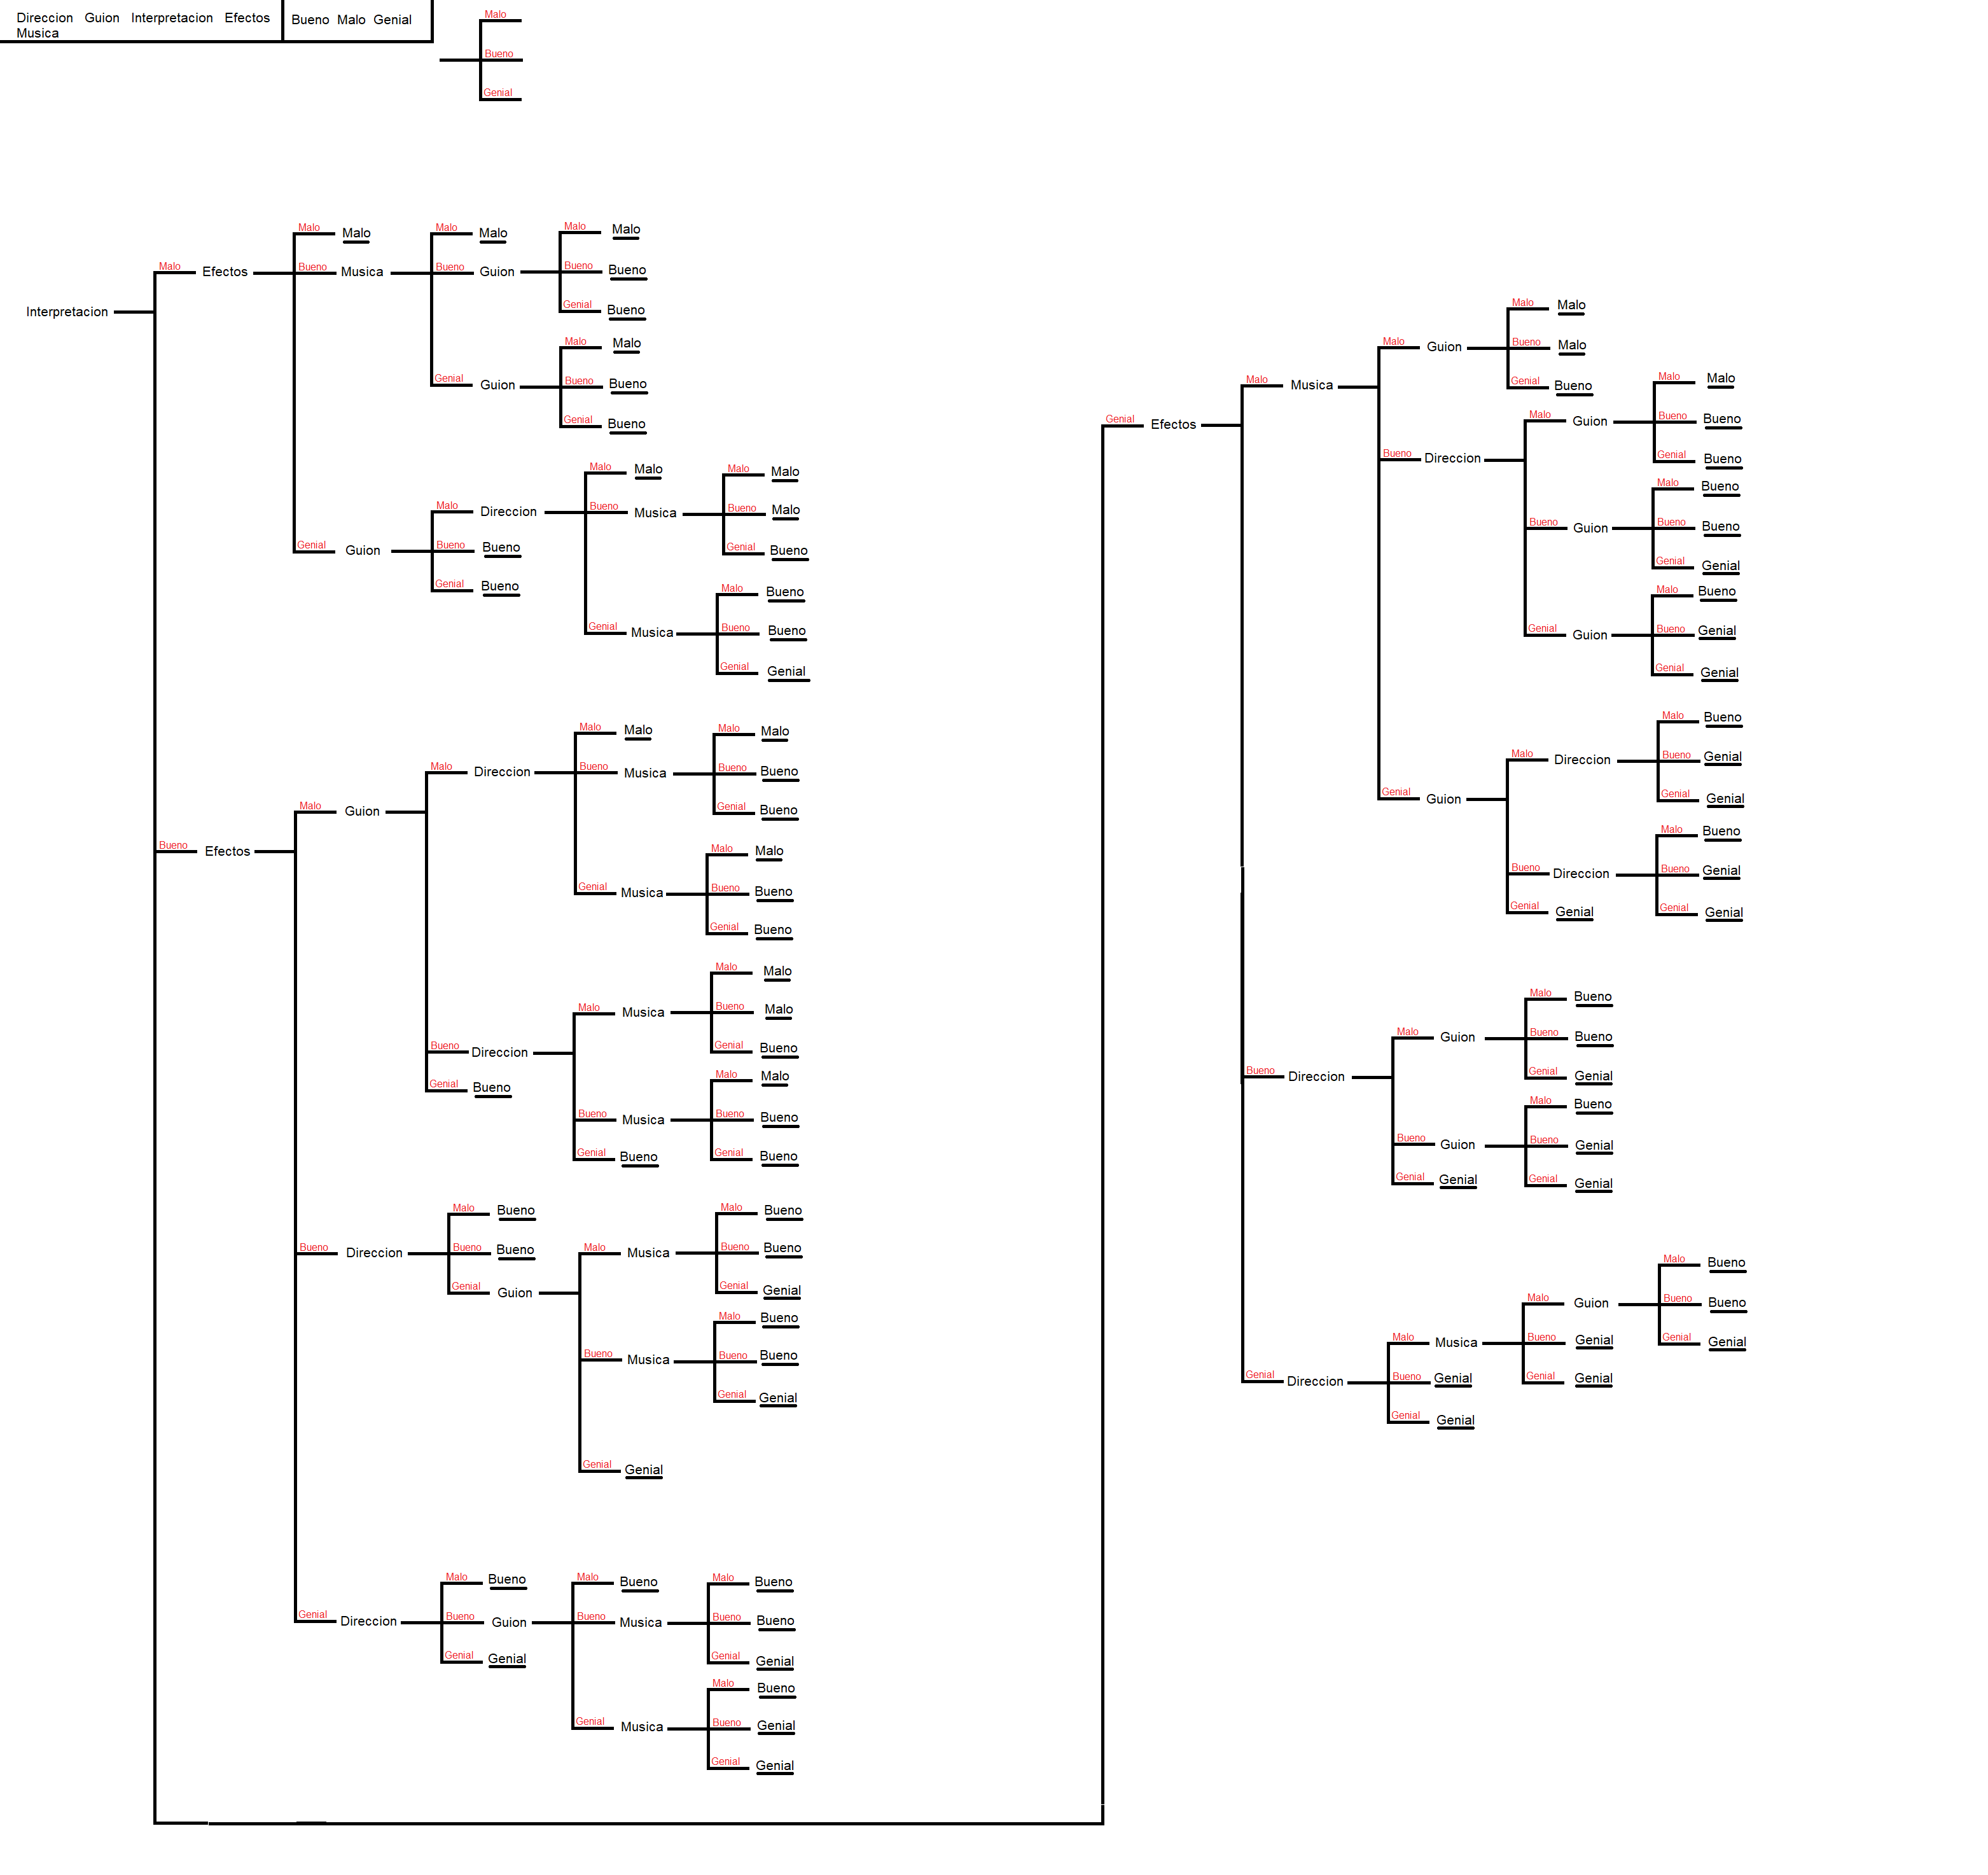 Direccion Guion Interpretacion Efectos
Musica
Bueno Malo Genial
Malo
Bueno
Genial
Interpretacion
Malo Efectos
Malo Malo
Bueno Musica
Malo Malo
Bueno Guion
Malo Malo
Bueno Bueno
Genial Bueno
Genial Guion
Malo Malo
Bueno Bueno
Genial Bueno
Genial Guion
Malo Direccion
Malo Malo
Bueno Musica
Malo Malo
Bueno Malo
Genial Bueno
Genial Musica
Malo Bueno
Bueno Bueno
Genial Genial
Bueno Bueno
Genial Bueno
Bueno Efectos
Malo Guion
Malo Direccion
Malo Malo
Bueno Musica
Malo Malo
Bueno Bueno
Genial Bueno
Genial Musica
Malo Malo
Bueno Bueno
Genial Bueno
Bueno Direccion
Malo Musica
Malo Malo
Bueno Malo
Genial Bueno
Bueno Musica
Malo Malo
Bueno Bueno
Genial Bueno
Genial Bueno
Genial Bueno
Bueno Direccion
Malo Bueno
Bueno Bueno
Genial Guion
Malo Musica
Malo Bueno
Bueno Bueno
Genial Genial
Bueno Musica
Malo Bueno
Bueno Bueno
Genial Genial
Genial Genial
Genial Direccion
Malo Bueno
Bueno Guion
Malo Bueno
Bueno Musica
Malo Bueno
Bueno Bueno
Genial Genial
Genial Musica
Malo Bueno
Bueno Genial
Genial Genial
Genial Genial
Genial Efectos
Malo Musica
Malo Guion
Malo Malo
Bueno Malo
Genial Bueno
Bueno Direccion
Malo Guion
Malo Malo
Bueno Bueno
Genial Bueno
Bueno Guion
Malo Bueno
Bueno Bueno
Genial Genial
Genial Guion
Malo Bueno
Bueno Genial
Genial Genial
Genial Guion
Malo Direccion
Malo Bueno
Bueno Genial
Genial Genial
Bueno Direccion
Malo Bueno
Bueno Genial
Genial Genial
Genial Genial
Bueno Direccion
Malo Guion
Malo Bueno
Bueno Bueno
Genial Genial
Bueno Guion
Malo Bueno
Bueno Genial
Genial Genial
Genial Genial
Genial Direccion
Malo Musica
Malo Guion
Malo Bueno
Bueno Bueno
Genial Genial
Bueno Genial
Genial Genial
Bueno Genial
Genial Genial